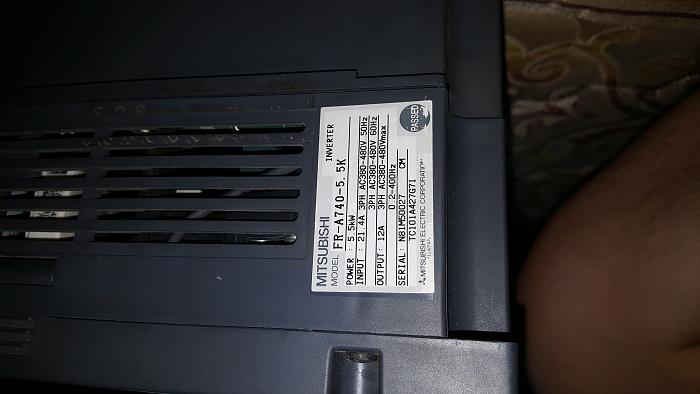 MITSUBISHI INVERTER
MODEL FR-A740-5.5K
POWER : 5.5kW
INPUT : 21.4A 3PH AC380-480V 50Hz
3PH AC380-480V 60Hz
OUTPUT: 12A 3PH AC380-480Vmax
0.2-400Hz
SERIAL: N81M50027 CM
TC101A427G71
MITSUBISHI ELECTRIC CORPORATION
PASSED